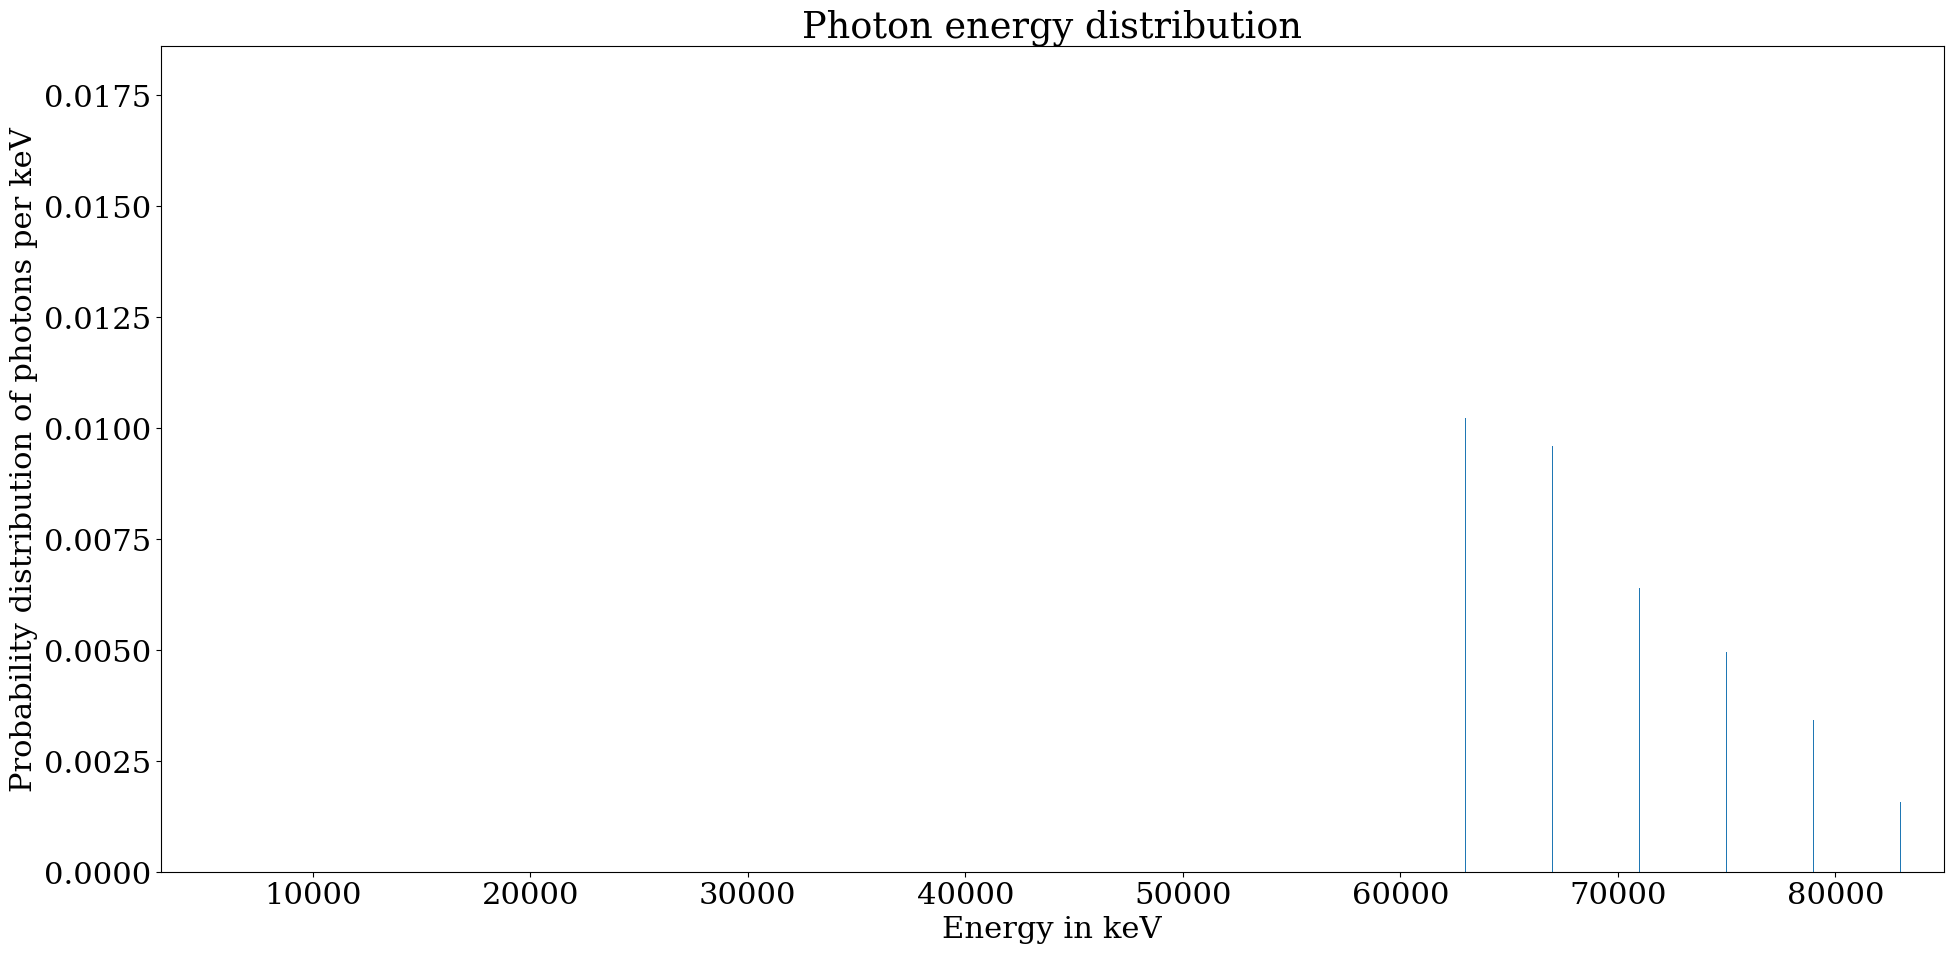 Photon energy distribution
Probability distribution of photons per keV
0.0175
0.0150
0.0125
0.0100
0.0075
0.0050
0.0025
0.0000
10000 20000 30000 40000 50000 60000 70000 80000
Energy in keV